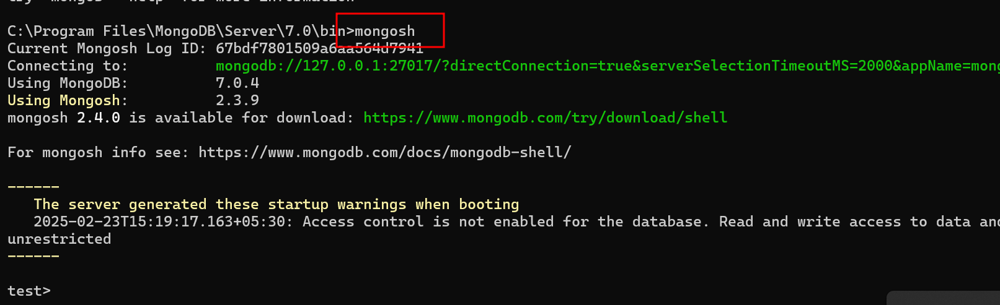 C:\Program Files\MongoDB\Server\7.0\bin>mongosh
Current Mongosh Log ID: 67bdf7801509a6aa564d7941
Connecting to:          mongodb://127.0.0.1:27017/?directConnection=true&serverSelectionTimeoutMS=2000&appName=mong
Using MongoDB:          7.0.4
Using Mongosh:          2.3.9
mongosh 2.4.0 is available for download: https://www.mongodb.com/try/download/shell
For mongosh info see: https://www.mongodb.com/docs/mongodb-shell/
------
The server generated these startup warnings when booting
2025-02-23T15:19:17.163+05:30: Access control is not enabled for the database. Read and write access to data and
unrestricted
------
test>